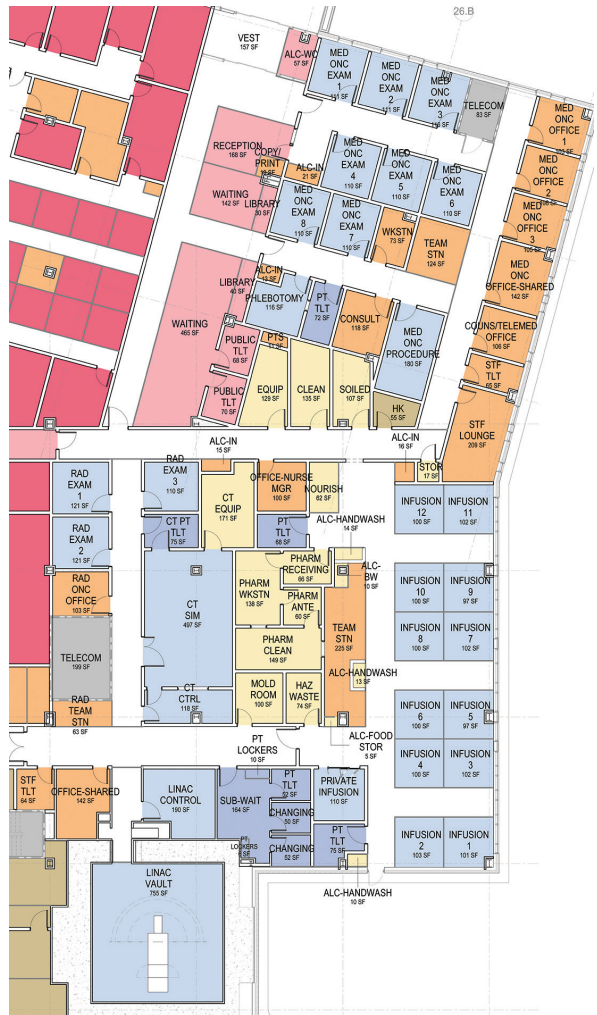 26.B
VEST
157 SF
ALC-WC
57 SF
MED
ONC
EXAM
1
111 SF
MED
ONC
EXAM
2
111 SF
MED
ONC
EXAM
3
TELECOM
83 SF
MED
ONC
OFFICE
1
MED
ONC
OFFICE
2
MED
ONC
OFFICE
3
MED
ONC
OFFICE-SHARED
142 SF
COUNS/TELEMED
OFFICE
106 SF
STF
TLT
65 SF
STF
LOUNGE
209 SF
RECEPTION
168 SF
COPY/
PRINT
ALC-IN
21 SF
WAITING
142 SF
LIBRARY
30 SF
MED
ONC
EXAM
4
110 SF
MED
ONC
EXAM
5
110 SF
MED
ONC
EXAM
6
110 SF
MED
ONC
EXAM
8
110 SF
MED
ONC
EXAM
7
110 SF
WKSTN
73 SF
TEAM
STN
124 SF
ALC-IN
13 SF
LIBRARY
40 SF
PHLEBOTOMY
116 SF
PT
TLT
72 SF
CONSULT
118 SF
MED
ONC
PROCEDURE
180 SF
WAITING
465 SF
PUBLIC
TLT
68 SF
PTS
PUBLIC
TLT
70 SF
EQUIP
129 SF
CLEAN
135 SF
SOILED
107 SF
HK
55 SF
ALC-IN
15 SF
ALC-IN
16 SF
STOR
17 SF
RAD
EXAM
1
121 SF
RAD
EXAM
3
110 SF
CT
EQUIP
171 SF
OFFICE-NURSE
MGR
100 SF
NOURISH
62 SF
INFUSION
12
100 SF
INFUSION
11
102 SF
ALC-HANDWASH
14 SF
RAD
EXAM
2
121 SF
CT PT
TLT
75 SF
PT
TLT
68 SF
PHARM
RECEIVING
66 SF
ALC-
BW
10 SF
RAD
ONC
OFFICE
103 SF
CT
SIM
497 SF
PHARM
WKSTN
138 SF
PHARM
ANTE
60 SF
INFUSION
10
100 SF
INFUSION
9
97 SF
TEAM
STN
225 SF
INFUSION
8
100 SF
INFUSION
7
102 SF
TELECOM
199 SF
PHARM
CLEAN
149 SF
ALC-HANDWASH
13 SF
RAD
TEAM
STN
63 SF
CT
CTRL
118 SF
MOLD
ROOM
100 SF
HAZ
WASTE
74 SF
INFUSION
6
100 SF
INFUSION
5
97 SF
PT
LOCKERS
10 SF
ALC-FOOD
STOR
5 SF
INFUSION
4
100 SF
INFUSION
3
102 SF
STF
TLT
64 SF
OFFICE-SHARED
142 SF
LINAC
CONTROL
190 SF
SUB-WAIT
164 SF
PT
TLT
52 SF
PRIVATE
INFUSION
110 SF
CHANGING
50 SF
PT
LOCKERS
CHANGING
52 SF
PT
TLT
75 SF
INFUSION
2
103 SF
INFUSION
1
101 SF
ALC-HANDWASH
10 SF
LINAC
VAULT
755 SF